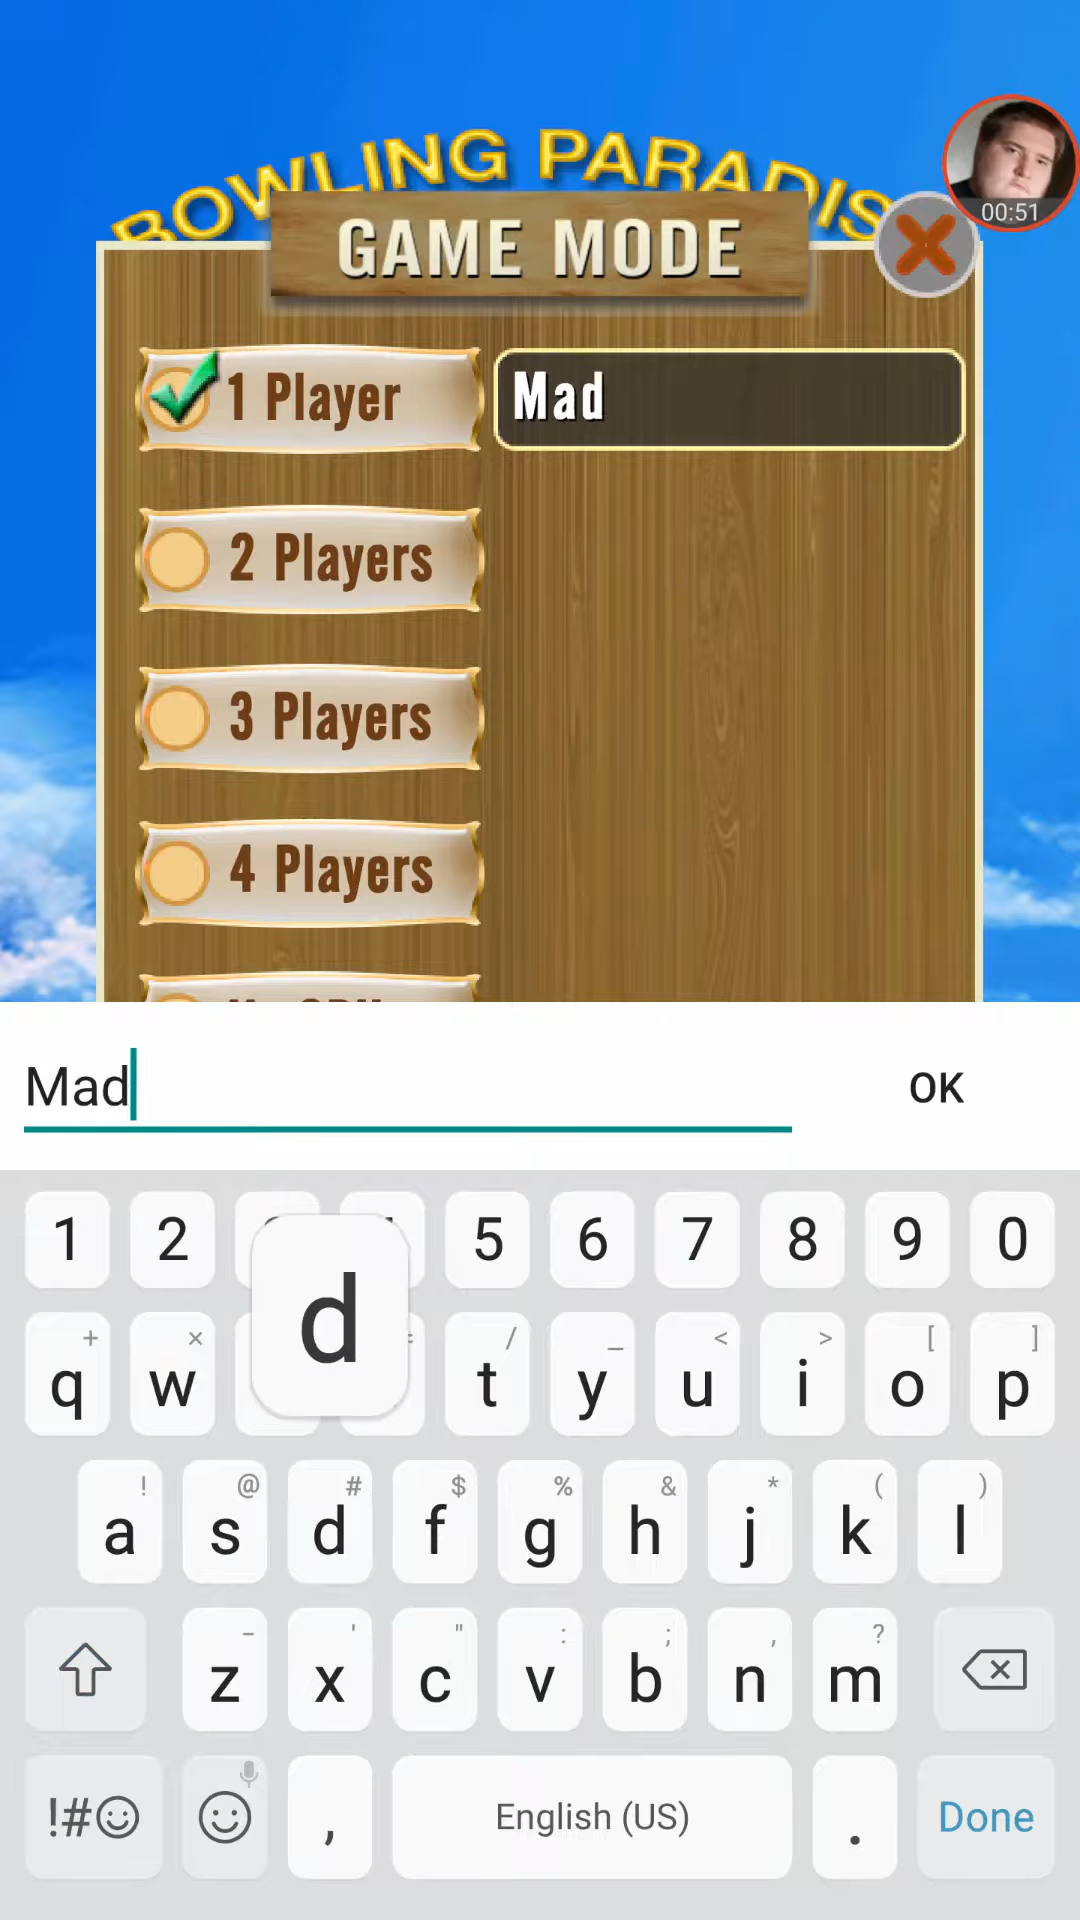 BOWLING PARADIS
GAME MODE
00:51
1 Player
Mad
2 Players
3 Players
4 Players
Mad
OK
1 2 5 6 7 8 9 0
d
+ × / _ < > [ ]
q w t y u i o p
! @ # $ % & * ( )
a s d f g h j k l
- ' " : ; , ?
z x c v b n m
!#
, English (US) . Done